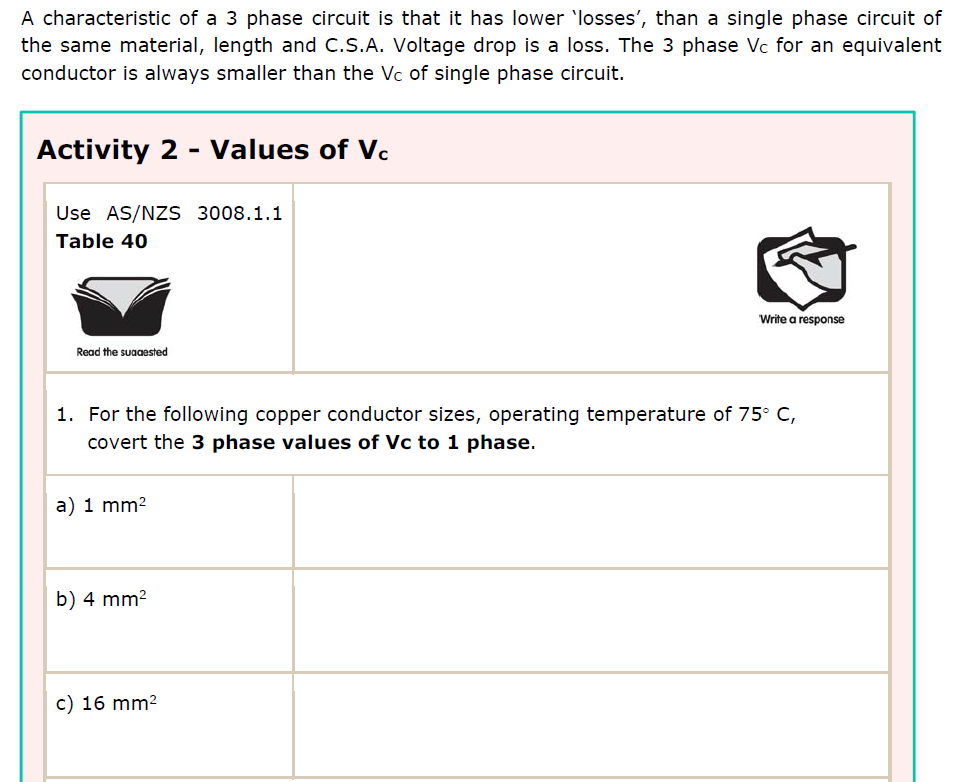 A characteristic of a 3 phase circuit is that it has lower ‘losses’, than a single phase circuit of
the same material, length and C.S.A. Voltage drop is a loss. The 3 phase Vc for an equivalent
conductor is always smaller than the Vc of single phase circuit.
Activity 2 - Values of Vc
Use AS/NZS 3008.1.1
Table 40
Read the suggested
Write a response
1. For the following copper conductor sizes, operating temperature of 75° C,
covert the 3 phase values of Vc to 1 phase.
a) 1 mm²
b) 4 mm²
c) 16 mm²